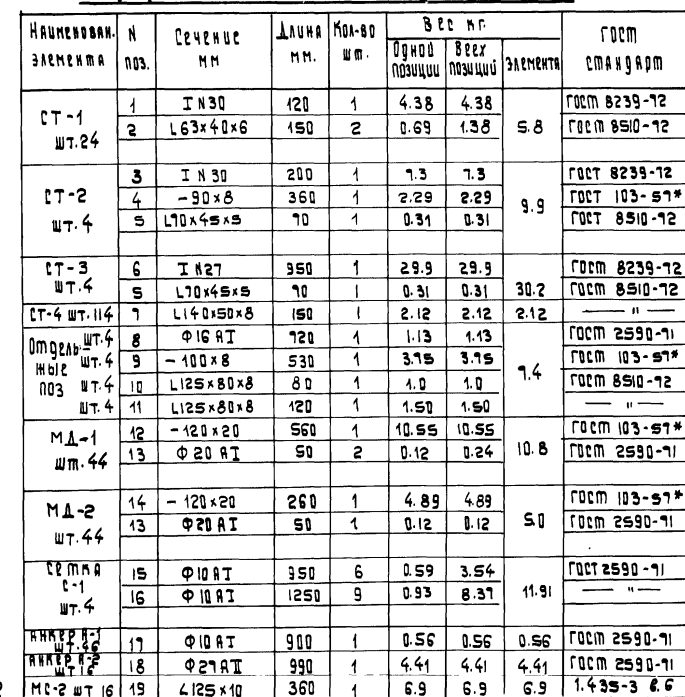 Наименован. элемента N поз. Сечение мм Длина мм. Кол-во шт. Вес кг. Одной позиции Всех позиций элемента ГОСТ стандарт
СТ-1 шт.24
1 I N30 120 1 4.38 4.38 ГОСТ 8239-72
2 L63x40x6 150 2 0.69 1.38 5.8 ГОСТ 8510-72
СТ-2 шт.4
3 I N 30 200 1 7.3 7.3 ГОСТ 8239-72
4 -90x8 360 1 2.29 2.29 9.9 ГОСТ 103-57*
5 L70x45x5 70 1 0.31 0.31 ГОСТ 8510-72
СТ-3 шт.4
6 I N27 950 1 29.9 29.9 ГОСТ 8239-72
5 L70x45x5 70 1 0.31 0.31 30.2 ГОСТ 8510-72
СТ-4 шт.114 7 L140x50x8 150 1 2.12 2.12 2.12 — " —
Отдельные поз
шт.4 8 Ф16 АI 720 1 1.13 1.13 ГОСТ 2590-71
шт.4 9 -100x8 530 1 3.75 3.75 7.4 ГОСТ 103-57*
шт.4 10 L125x80x8 80 1 1.0 1.0 ГОСТ 8510-72
шт.4 11 L125x80x8 120 1 1.50 1.50 — " —
МД-1 шт.44
12 -120x20 560 1 10.55 10.55 ГОСТ 103-57*
13 Ф20 АI 50 2 0.12 0.24 10.8 ГОСТ 2590-71
МД-2 шт.44
14 -120x20 260 1 4.89 4.89 ГОСТ 103-57*
13 Ф20 АI 50 1 0.12 0.12 5.0 ГОСТ 2590-71
Сетка С-1 шт.4
15 Ф10 АI 950 6 0.59 3.54 ГОСТ 2590-71
16 Ф10 АI 1250 9 0.93 8.37 11.91 — " —
Анкер А-1 шт.46 17 Ф10 АI 900 1 0.56 0.56 0.56 ГОСТ 2590-71
Анкер А-2 шт 16 18 Ф27 АII 990 1 4.41 4.41 4.41 ГОСТ 2590-71
МС-2 шт 16 19 L125x10 360 1 6.9 6.9 6.9 1.435-3 в.6